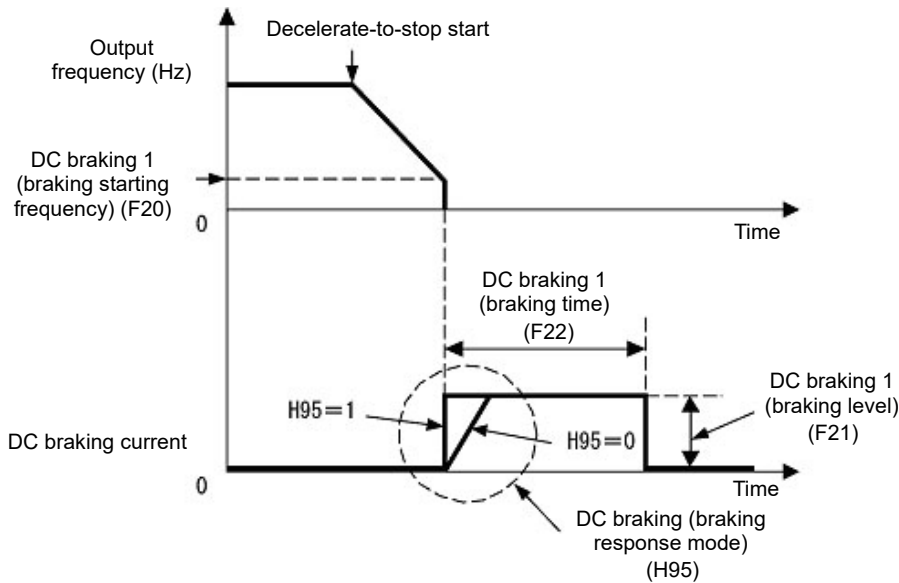 Decelerate-to-stop start
Output
frequency (Hz)
DC braking 1
(braking starting
frequency) (F20)
0
Time
DC braking 1
(braking time)
(F22)
H95=1
H95=0
DC braking 1
(braking level)
(F21)
DC braking current
0
Time
DC braking (braking
response mode)
(H95)